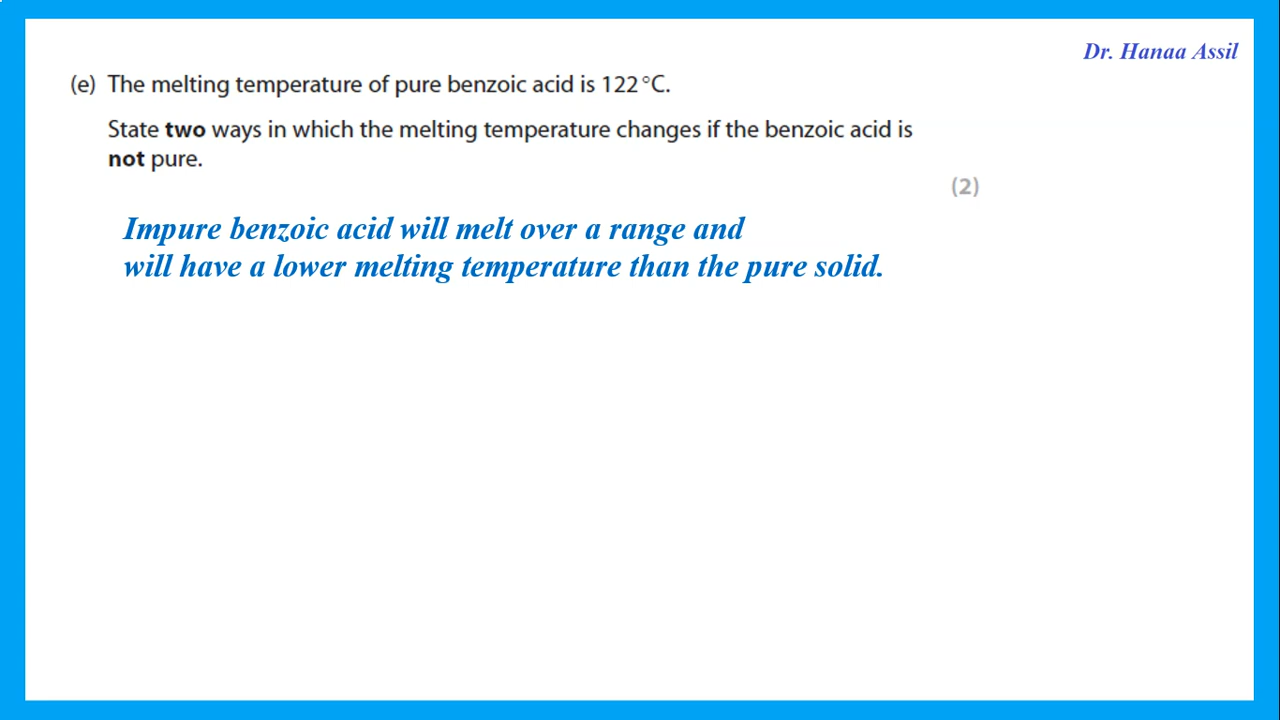 Dr. Hanaa Assil
(e) The melting temperature of pure benzoic acid is 122 °C.
State two ways in which the melting temperature changes if the benzoic acid is
not pure.
(2)
Impure benzoic acid will melt over a range and
will have a lower melting temperature than the pure solid.